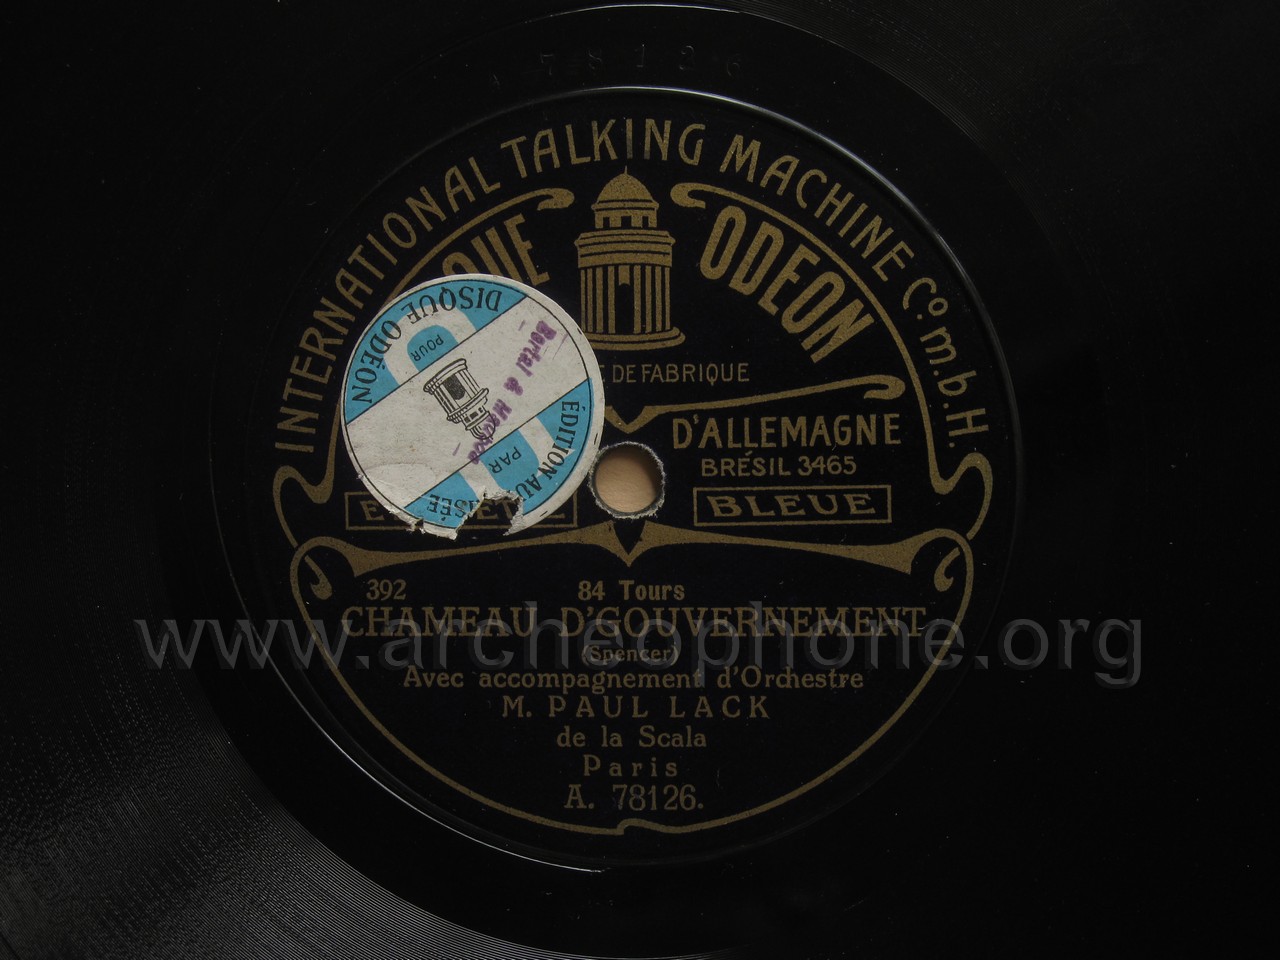 78126
INTERNATIONAL TALKING MACHINE Co. m.b.H.
ODEON
DE FABRIQUE
D'ALLEMAGNE
BRÉSIL 3465
BLEUE
DISQUE ODÉON
POUR
PAR
ÉDITION
392 84 Tours
CHAMEAU D'GOUVERNEMENT
(Spencer)
Avec accompagnement d'Orchestre
M. PAUL LACK
de la Scala
Paris
A. 78126.
www.archeophone.org